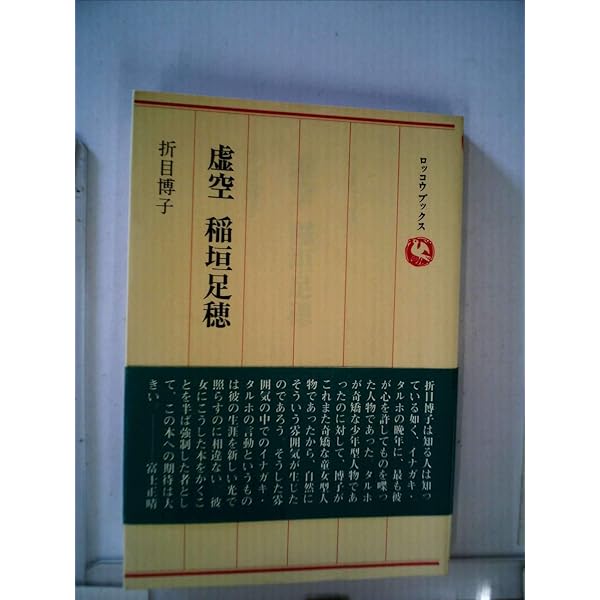 ロッコウブックス
虚空 稲垣足穂
折目博子
折目博子は知る人は知っ
ている如く、イナガキ・
タルホの晩年に、最も彼
が心を許してものを喋っ
た人物であった タルホ
が奇矯な少年型人物であ
ったのに対して、博子が
これまた奇矯な童女型人
物であったから、自然に
そういう雰囲気が生じた
のであろう。そうした雰
囲気の中でのイナガキ・
タルホの言動というもの
は彼の生涯を新しい光で
照らすのに相違ない 彼
女にこうした本をかくこ
とを半ば強制した者とし
て、この本への期待は大
きい——富士正晴